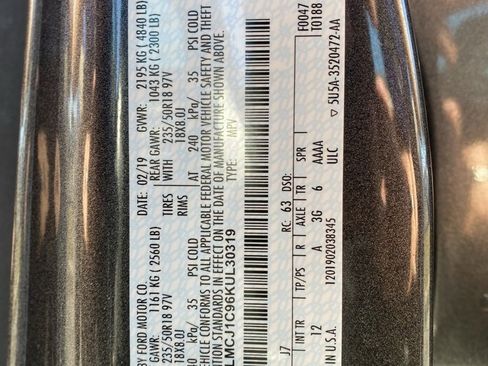 BY FORD MOTOR CO. DATE: 02/19 GVWR: 2195 KG ( 4840 LB)
GAWR: 1161 KG ( 2560 LB) REAR GAWR: 1043 KG ( 2300 LB)
235/50R18 97V TIRES WITH 235/50R18 97V
18X8.0J RIMS 18X8.0J
kPa/ 35 PSI COLD AT 240 kPa/ 35 PSI COLD
VEHICLE CONFORMS TO ALL APPLICABLE FEDERAL MOTOR VEHICLE SAFETY AND THEFT
STANDARDS IN EFFECT ON THE DATE OF MANUFACTURE SHOWN ABOVE.
LMCJ1C96KUL30319 TYPE: MPV
F0047
T0188
J7 RC: 63 DSO:
INT TR TP/PS R AXLE TR SPR
12 A 3G 6 AAAA
1201902038345 ULC
▽ 5U5A-3520472-AA